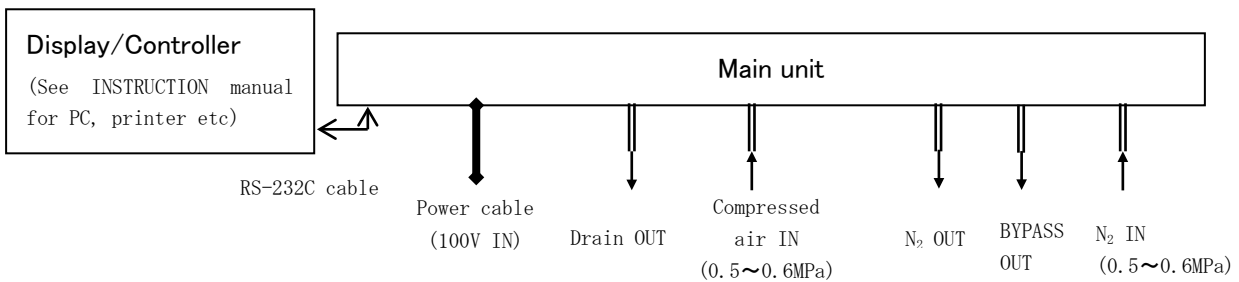 Display/Controller
(See INSTRUCTION manual
for PC, printer etc)
Main unit
RS-232C cable
Power cable
(100V IN)
Drain OUT
Compressed
air IN
(0.5～0.6MPa)
N₂ OUT
BYPASS
OUT
N₂ IN
(0.5～0.6MPa)